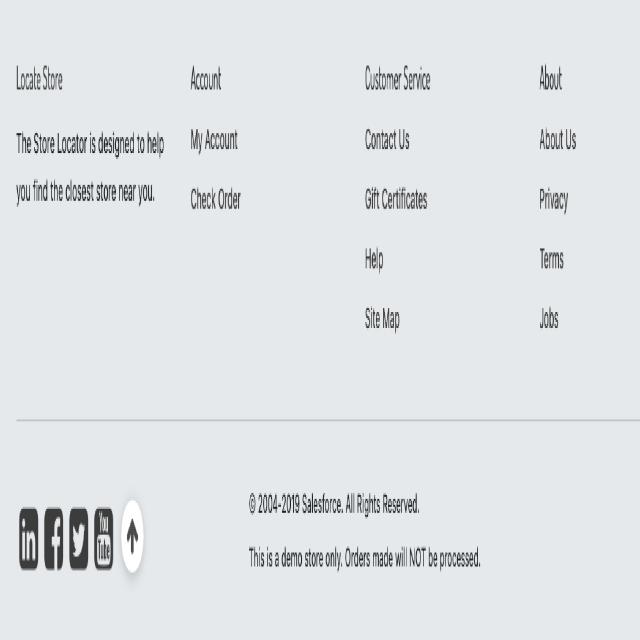 Locate Store
The Store Locator is designed to help
you find the closest store near you.
Account
My Account
Check Order
Customer Service
Contact Us
Gift Certificates
Help
Site Map
About
About Us
Privacy
Terms
Jobs
in f You Tube
© 2004-2019 Salesforce. All Rights Reserved.
This is a demo store only. Orders made will NOT be processed.